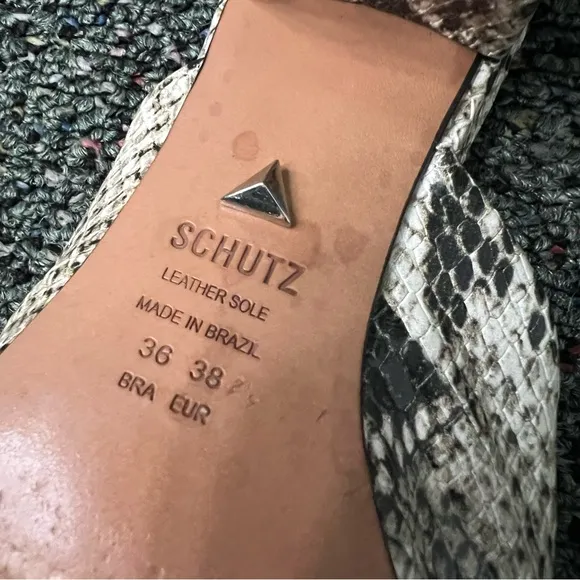 SCHUTZ
LEATHER SOLE
MADE IN BRAZIL
36 38
BRA EUR